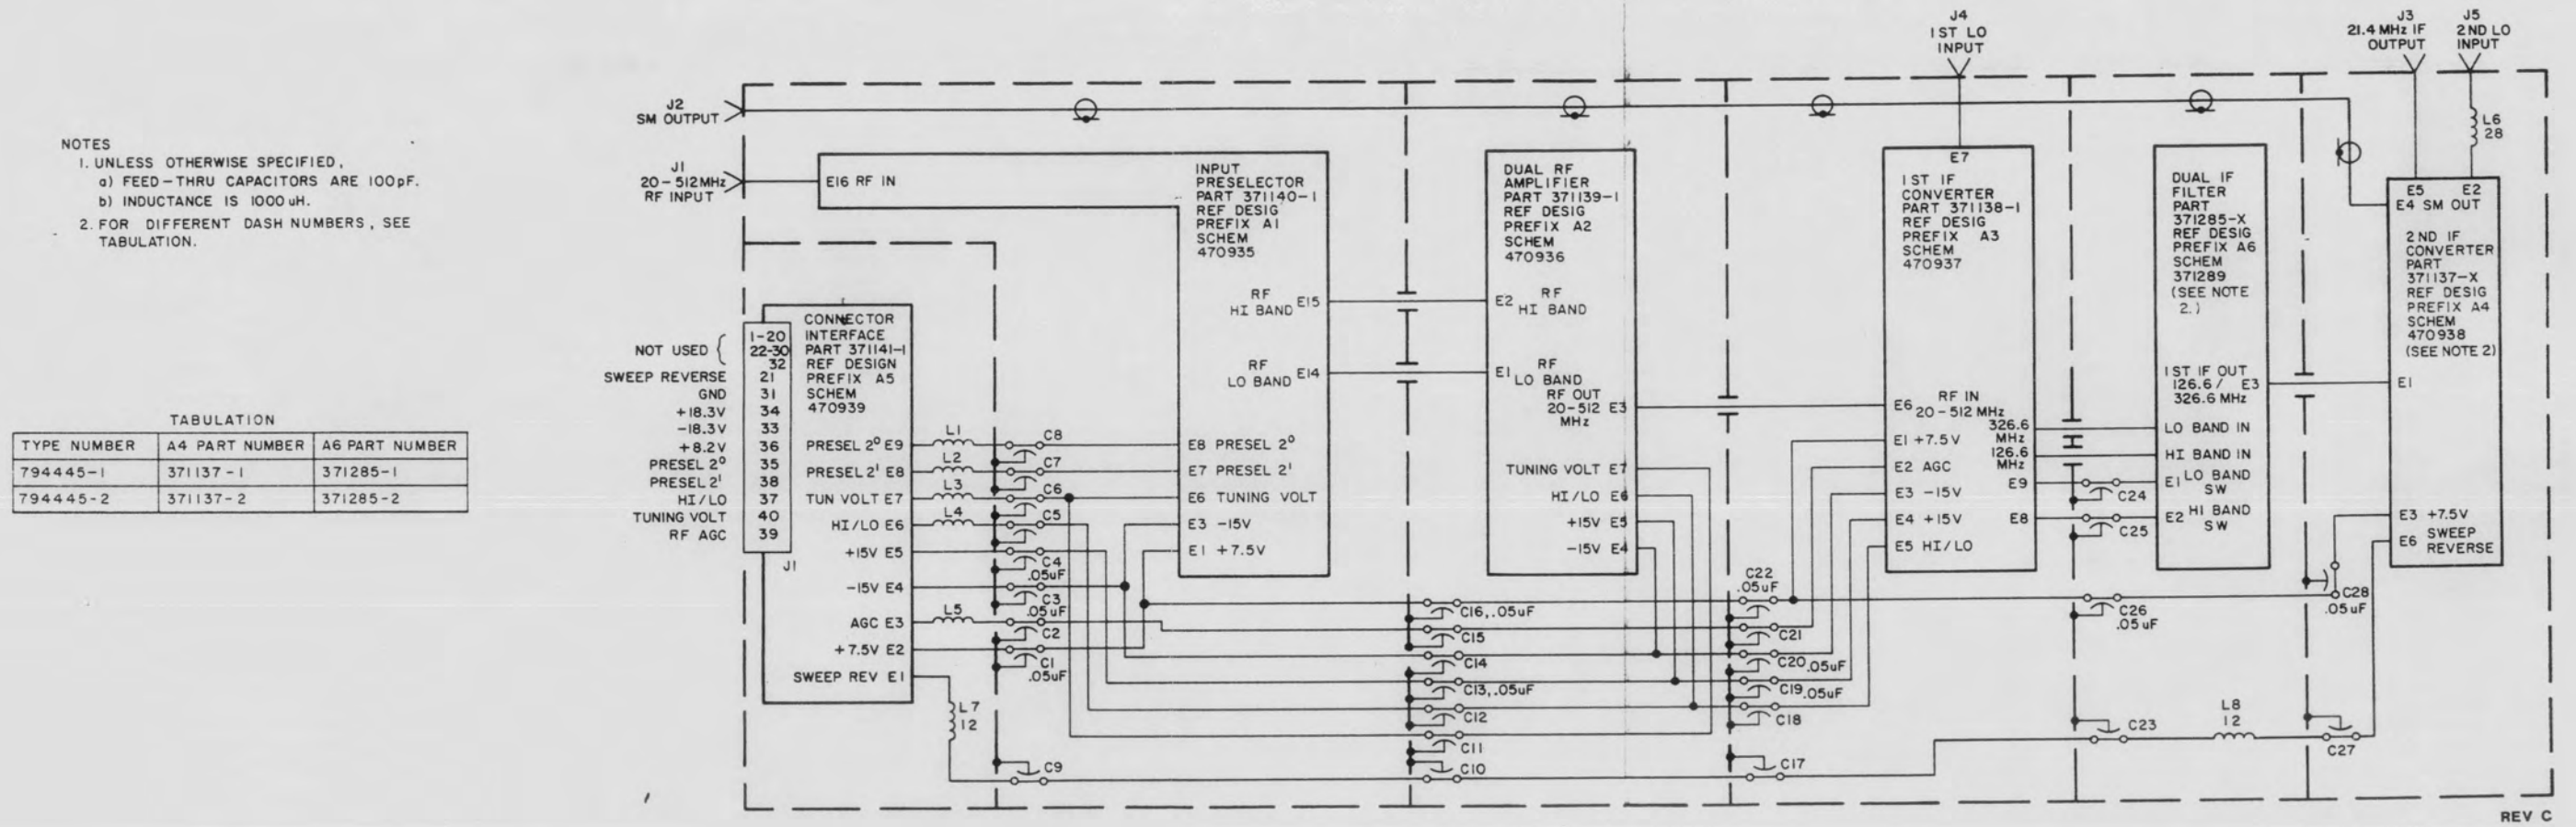 NOTES
1. UNLESS OTHERWISE SPECIFIED,
a) FEED-THRU CAPACITORS ARE 100pF.
b) INDUCTANCE IS 1000 uH.
2. FOR DIFFERENT DASH NUMBERS, SEE
TABULATION.
TABULATION
TYPE NUMBER A4 PART NUMBER A6 PART NUMBER
794445-1 371137-1 371285-1
794445-2 371137-2 371285-2
J2
SM OUTPUT
J1
20-512MHz
RF INPUT
J4
1ST LO
INPUT
J3
21.4 MHz IF
OUTPUT
J5
2ND LO
INPUT
L6
28
NOT USED {
SWEEP REVERSE
GND
+18.3V
-18.3V
+8.2V
PRESEL 2⁰
PRESEL 2¹
HI/LO
TUNING VOLT
RF AGC
1-20
22-30
32
21
31
34
33
36
35
38
37
40
39
J1
CONNECTOR
INTERFACE
PART 371141-1
REF DESIGN
PREFIX A5
SCHEM
470939
PRESEL 2⁰ E9
PRESEL 2¹ E8
TUN VOLT E7
HI/LO E6
+15V E5
-15V E4
AGC E3
+7.5V E2
SWEEP REV E1
L1
L2
L3
L4
L5
L7
12
C8
C7
C6
C5
C4
.05uF
C3
.05uF
C2
C1
.05uF
C9
E16 RF IN
INPUT
PRESELECTOR
PART 371140-1
REF DESIG
PREFIX A1
SCHEM
470935
RF
HI BAND E15
RF
LO BAND E14
E8 PRESEL 2⁰
E7 PRESEL 2¹
E6 TUNING VOLT
E3 -15V
E1 +7.5V
C16,.05uF
C15
C14
C13,.05uF
C12
C11
C10
DUAL RF
AMPLIFIER
PART 371139-1
REF DESIG
PREFIX A2
SCHEM
470936
E2 RF
HI BAND
E1 RF
LO BAND
RF OUT
20-512 E3
MHz
TUNING VOLT E7
HI/LO E6
+15V E5
-15V E4
C22
.05uF
C21
C20 .05uF
C19 .05uF
C18
C17
E7
1ST IF
CONVERTER
PART 371138-1
REF DESIG
PREFIX A3
SCHEM
470937
E6 RF IN
20-512 MHz
326.6
MHz
126.6
MHz
E1 +7.5V
E2 AGC
E3 -15V
E4 +15V
E5 HI/LO
E9
E8
C24
C25
C26
.05uF
C23
DUAL IF
FILTER
PART
371285-X
REF DESIG
PREFIX A6
SCHEM
371289
(SEE NOTE
2.)
1ST IF OUT
126.6/ E3
326.6 MHz
LO BAND IN
HI BAND IN
E1 LO BAND
SW
E2 HI BAND
SW
L8
12
C27
C28
.05uF
E5 E2
E4 SM OUT
2ND IF
CONVERTER
PART
371137-X
REF DESIG
PREFIX A4
SCHEM
470938
(SEE NOTE 2)
E1
E3 +7.5V
E6 SWEEP
REVERSE
REV C